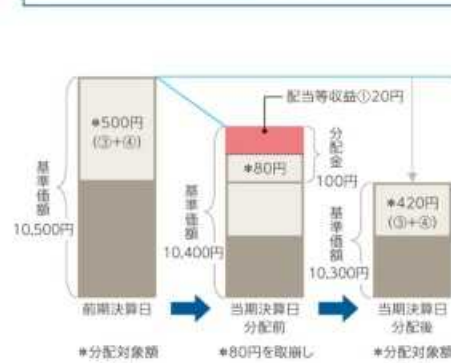 *500円
(③+④)
基準価額
10,500円
前期決算日
*分配対象額
配当等収益①20円
*80円
分配金
100円
基準価額
10,400円
当期決算日
分配前
*80円を取崩し
*420円
(③+④)
基準価額
10,300円
当期決算日
分配後
*分配対象額